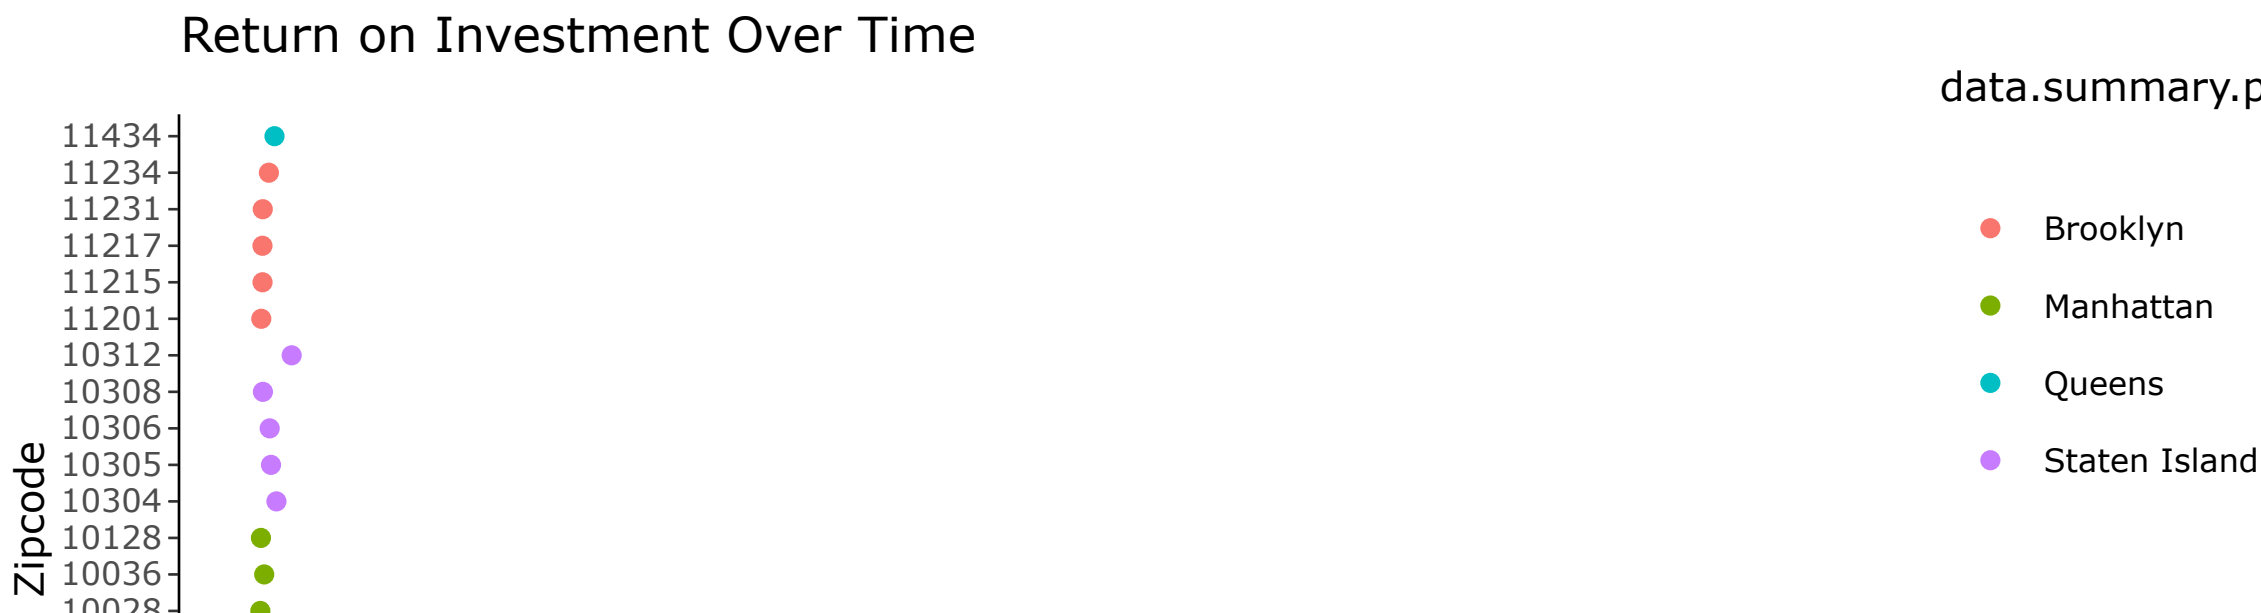 Return on Investment Over Time
data.summary.p
11434
11234
11231
11217
11215
11201
10312
10308
10306
10305
10304
10128
10036
10028
Zipcode
Brooklyn
Manhattan
Queens
Staten Island